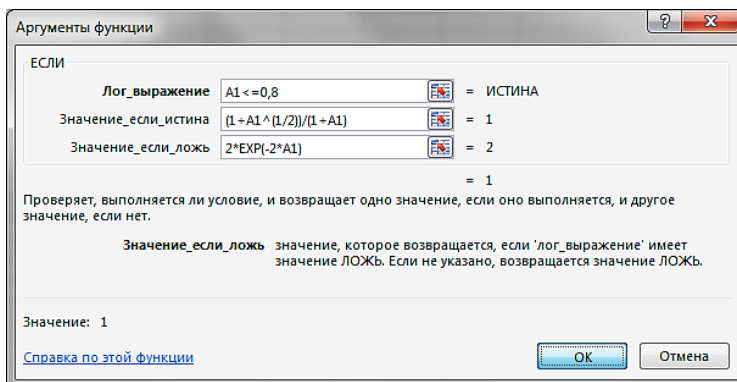 Аргументы функции
ЕСЛИ
Лог_выражение A1<=0,8 = ИСТИНА
Значение_если_истина (1+A1^(1/2))/(1+A1) = 1
Значение_если_ложь 2*EXP(-2*A1) = 2
= 1
Проверяет, выполняется ли условие, и возвращает одно значение, если оно выполняется, и другое
значение, если нет.
Значение_если_ложь значение, которое возвращается, если 'лог_выражение' имеет
значение ЛОЖЬ. Если не указано, возвращается значение ЛОЖЬ.
Значение: 1
Справка по этой функции
ОК
Отмена